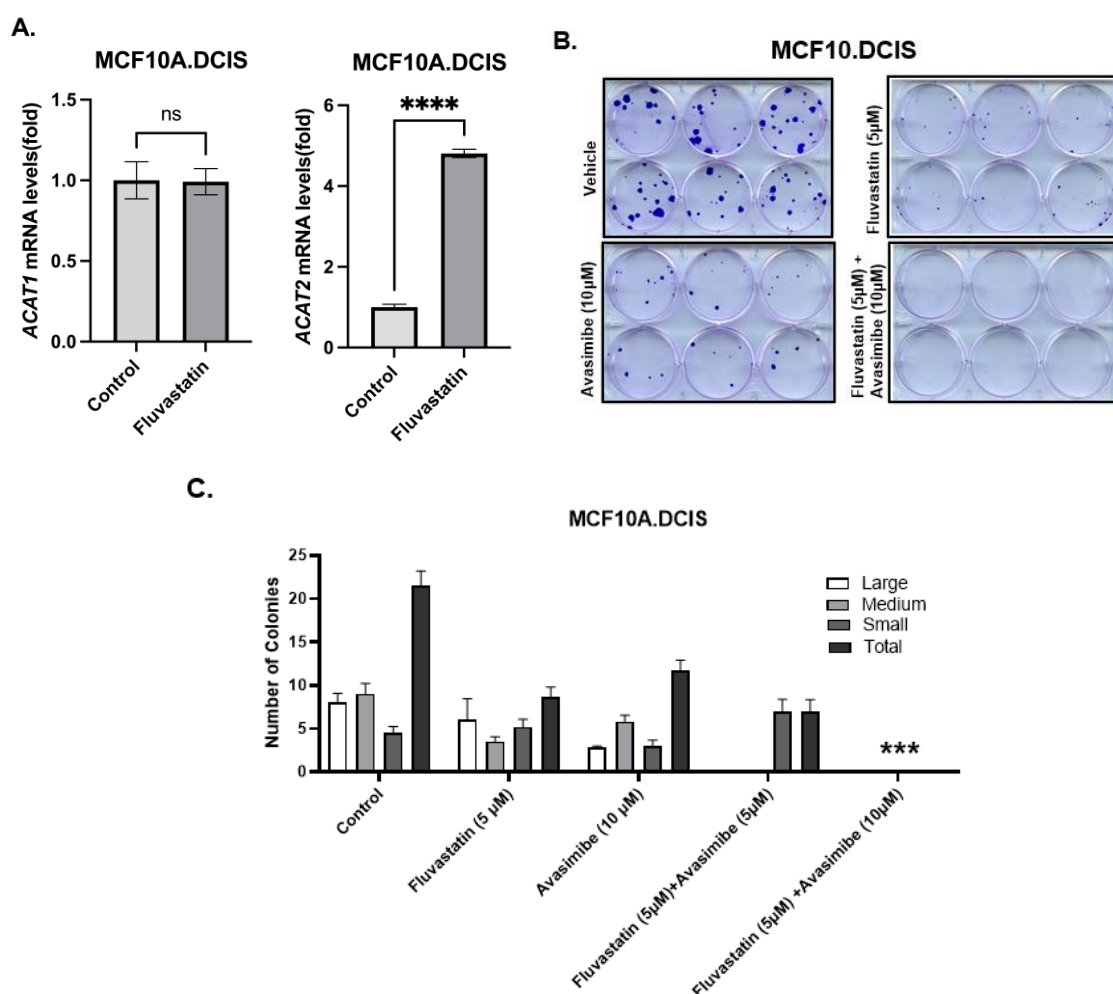 A.
MCF10A.DCIS
ACAT1 mRNA levels(fold)
1.5
1.0
0.5
0.0
ns
Control
Fluvastatin
MCF10A.DCIS
ACAT2 mRNA levels(fold)
6
4
2
0
****
Control
Fluvastatin
B.
MCF10.DCIS
Vehicle
Fluvastatin (5µM)
Avasimibe (10µM)
Fluvastatin (5µM) +
Avasimibe (10µM)
C.
MCF10A.DCIS
Number of Colonies
25
20
15
10
5
0
Large
Medium
Small
Total
***
Control
Fluvastatin (5 µM)
Avasimibe (10 µM)
Fluvastatin (5µM)+Avasimibe (5µM)
Fluvastatin (5µM) +Avasimibe (10µM)